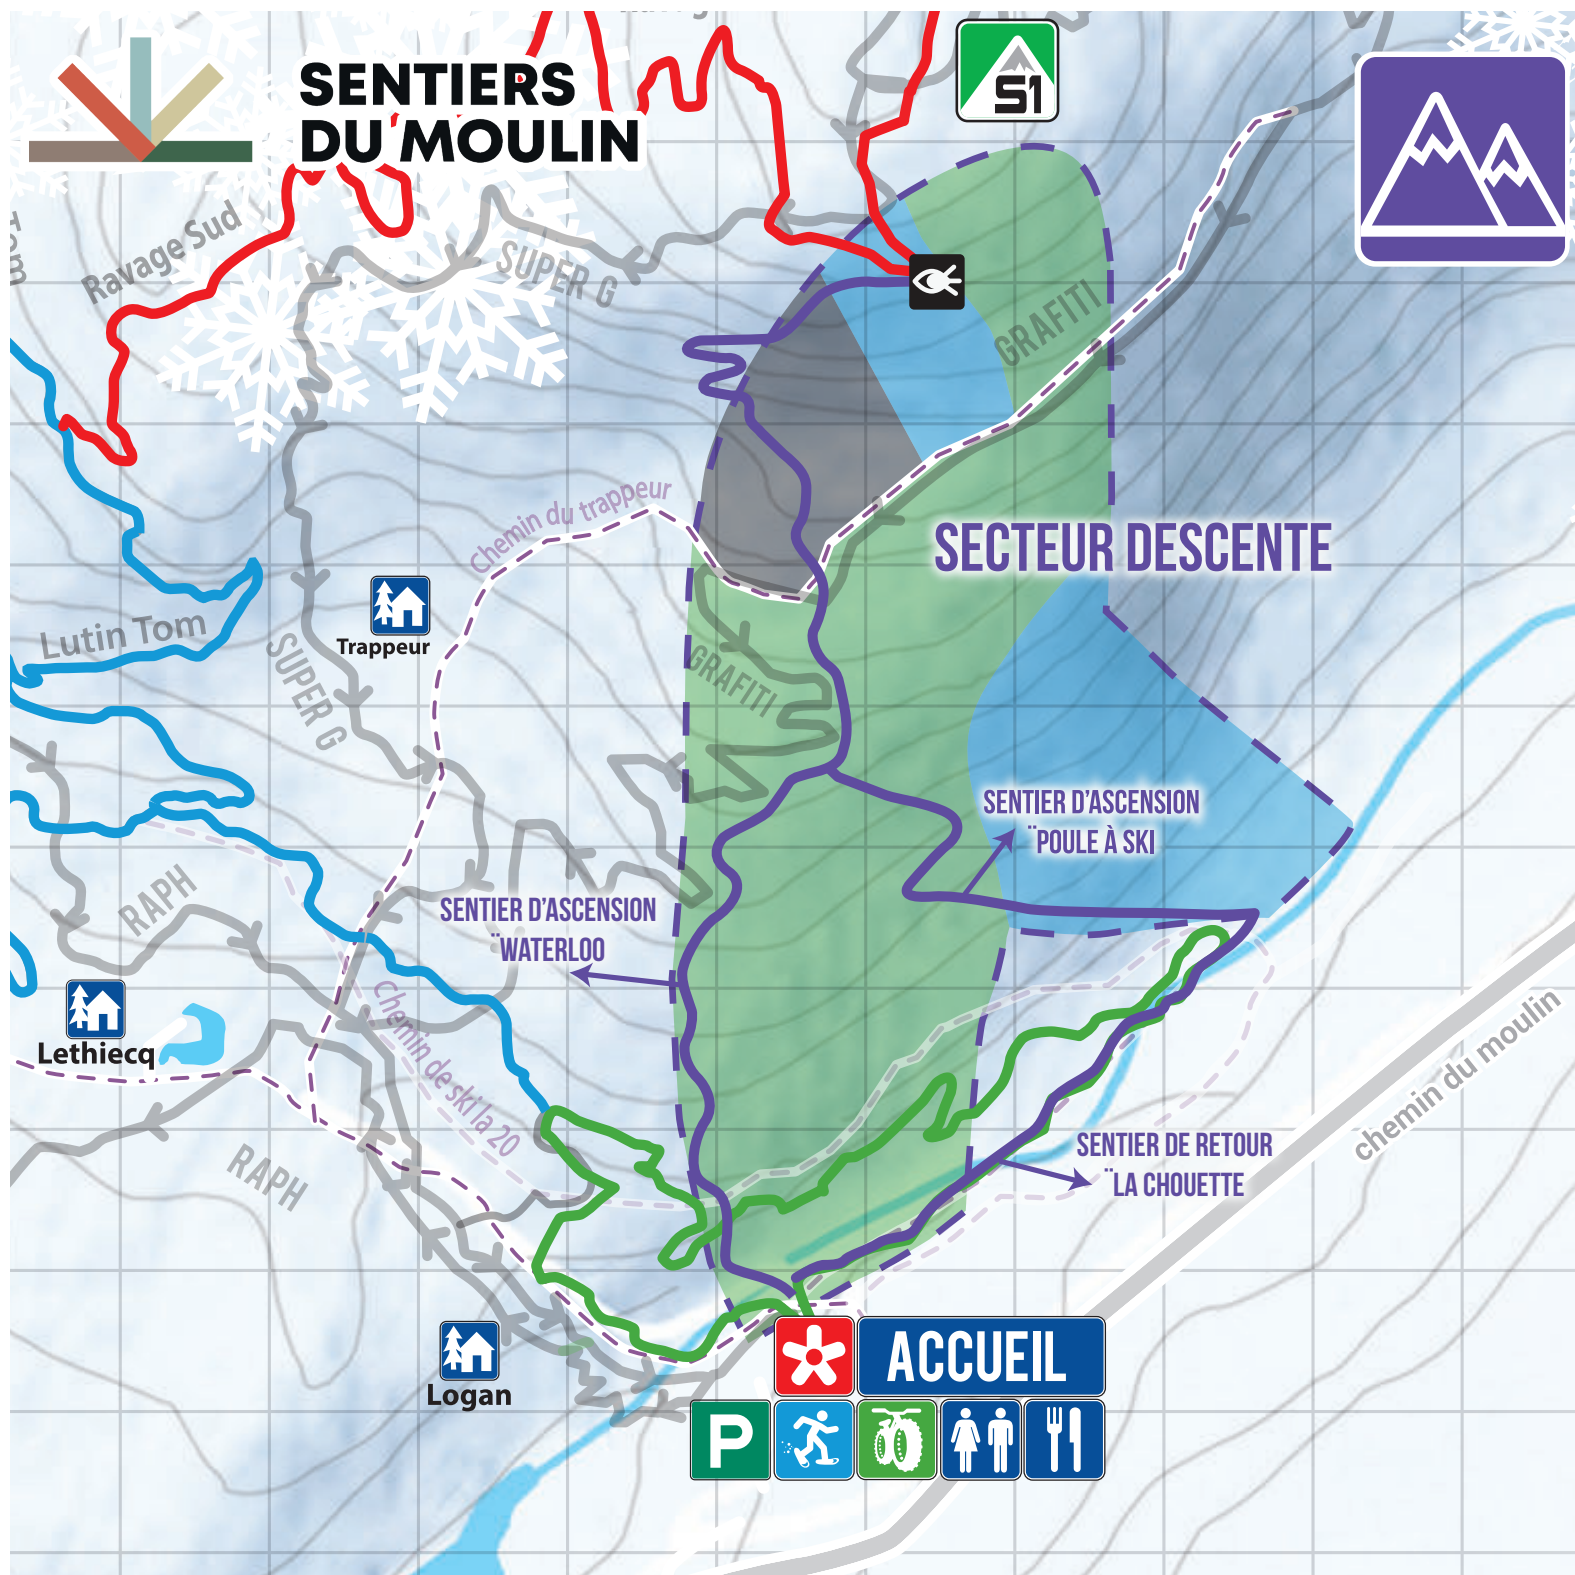 SENTIERS
DU MOULIN
S1
Ravage Sud
SUPER G
GRAFITI
Chemin du trappeur
SECTEUR DESCENTE
Trappeur
Lutin Tom
SUPER G
GRAFITI
SENTIER D'ASCENSION
¨POULE À SKI
RAPH
SENTIER D'ASCENSION
¨WATERLOO
Lethiecq
Chemin de ski la 20
chemin du moulin
RAPH
SENTIER DE RETOUR
¨LA CHOUETTE
Logan
ACCUEIL
P